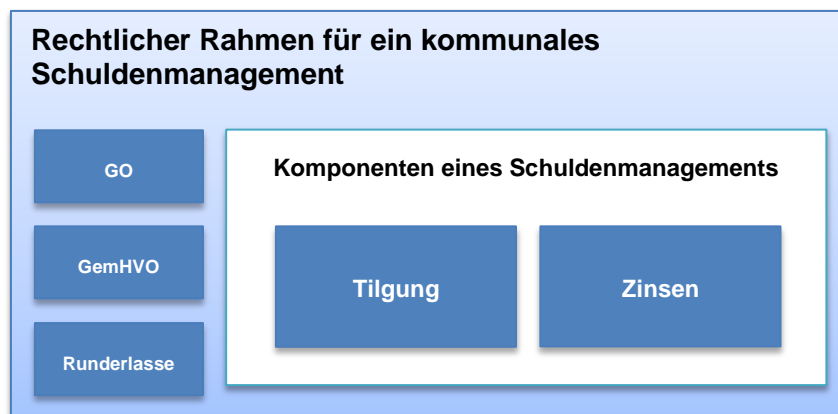 Rechtlicher Rahmen für ein kommunales
Schuldenmanagement
GO
GemHVO
Runderlasse
Komponenten eines Schuldenmanagements
Tilgung
Zinsen